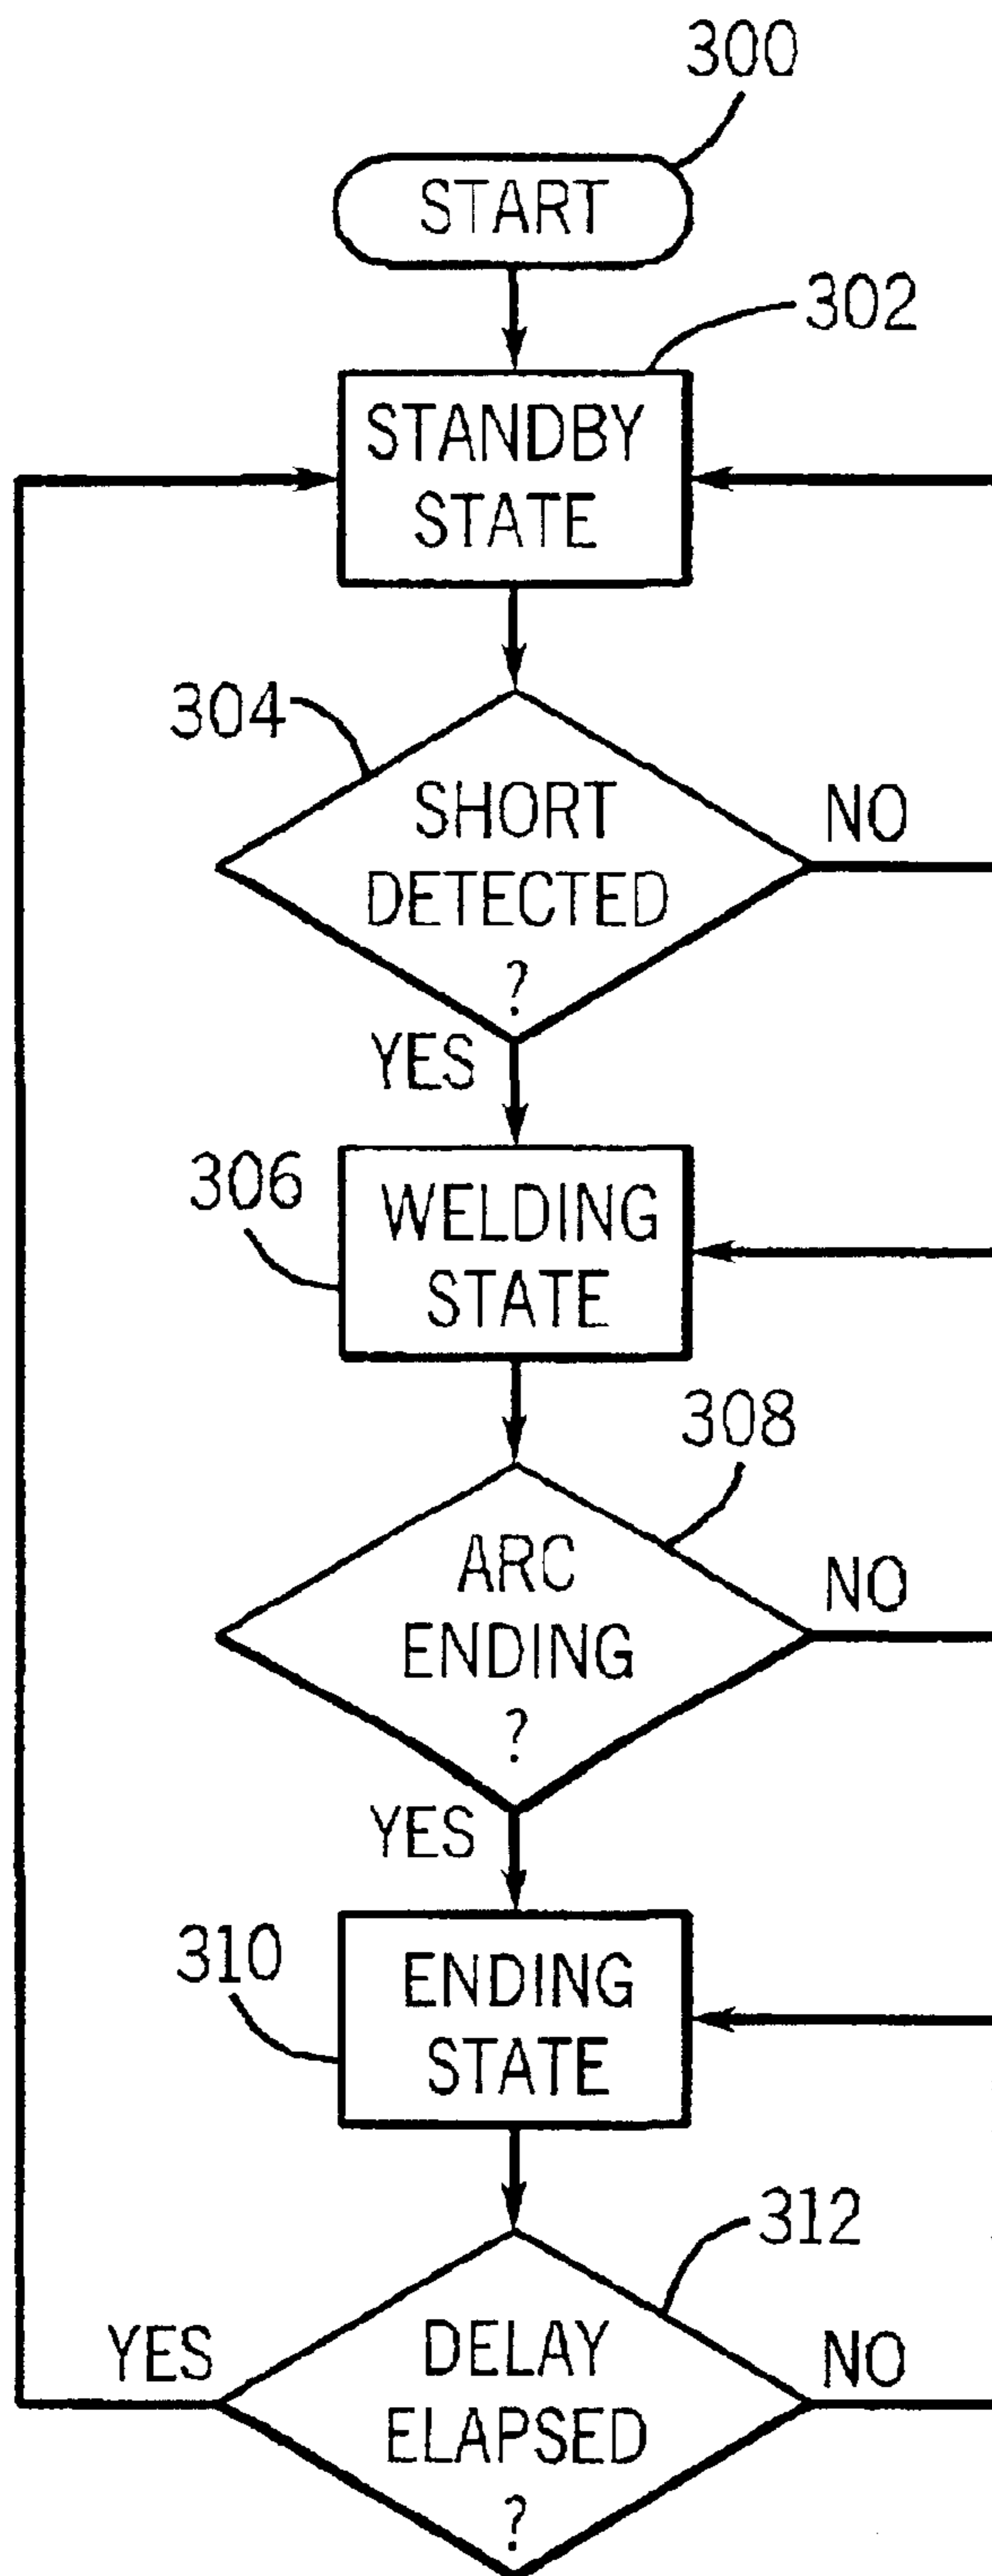 300
START
302
STANDBY
STATE
304
SHORT
DETECTED
?
NO
YES
306
WELDING
STATE
308
ARC
ENDING
?
NO
YES
310
ENDING
STATE
312
YES
DELAY
ELAPSED
?
NO